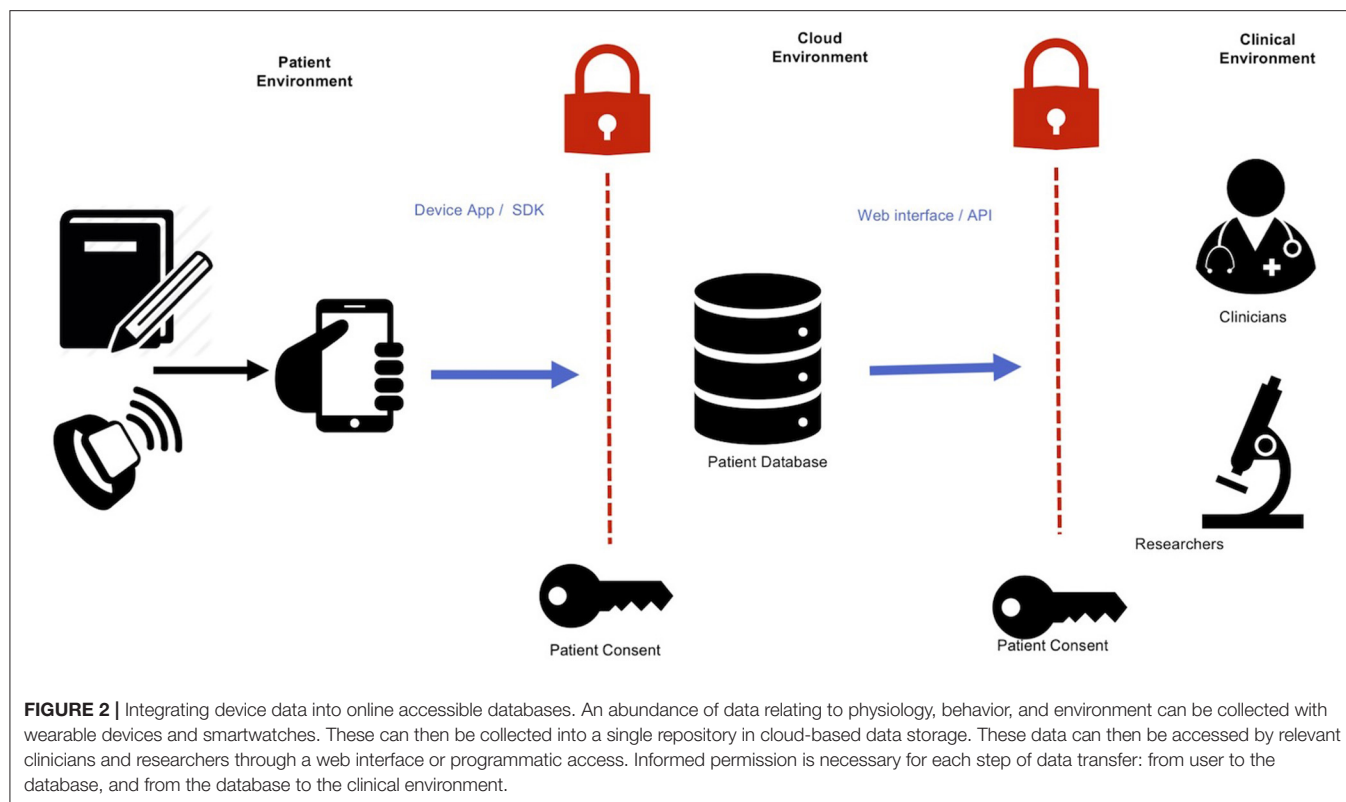 Patient
Environment
Cloud
Environment
Clinical
Environment
Device App /  SDK
Web interface / API
Clinicians
Patient Database
Researchers
Patient Consent
Patient Consent
FIGURE 2 | Integrating device data into online accessible databases. An abundance of data relating to physiology, behavior, and environment can be collected with
wearable devices and smartwatches. These can then be collected into a single repository in cloud-based data storage. These data can then be accessed by relevant
clinicians and researchers through a web interface or programmatic access. Informed permission is necessary for each step of data transfer: from user to the
database, and from the database to the clinical environment.